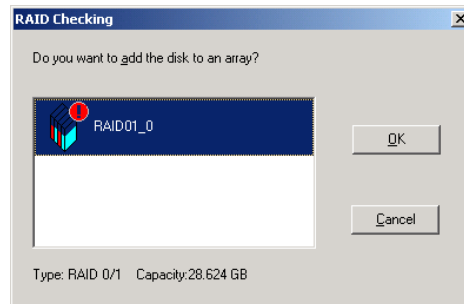 RAID Checking
Do you want to add the disk to an array?
RAID01_0
OK
Cancel
Type: RAID 0/1 Capacity:28.624 GB